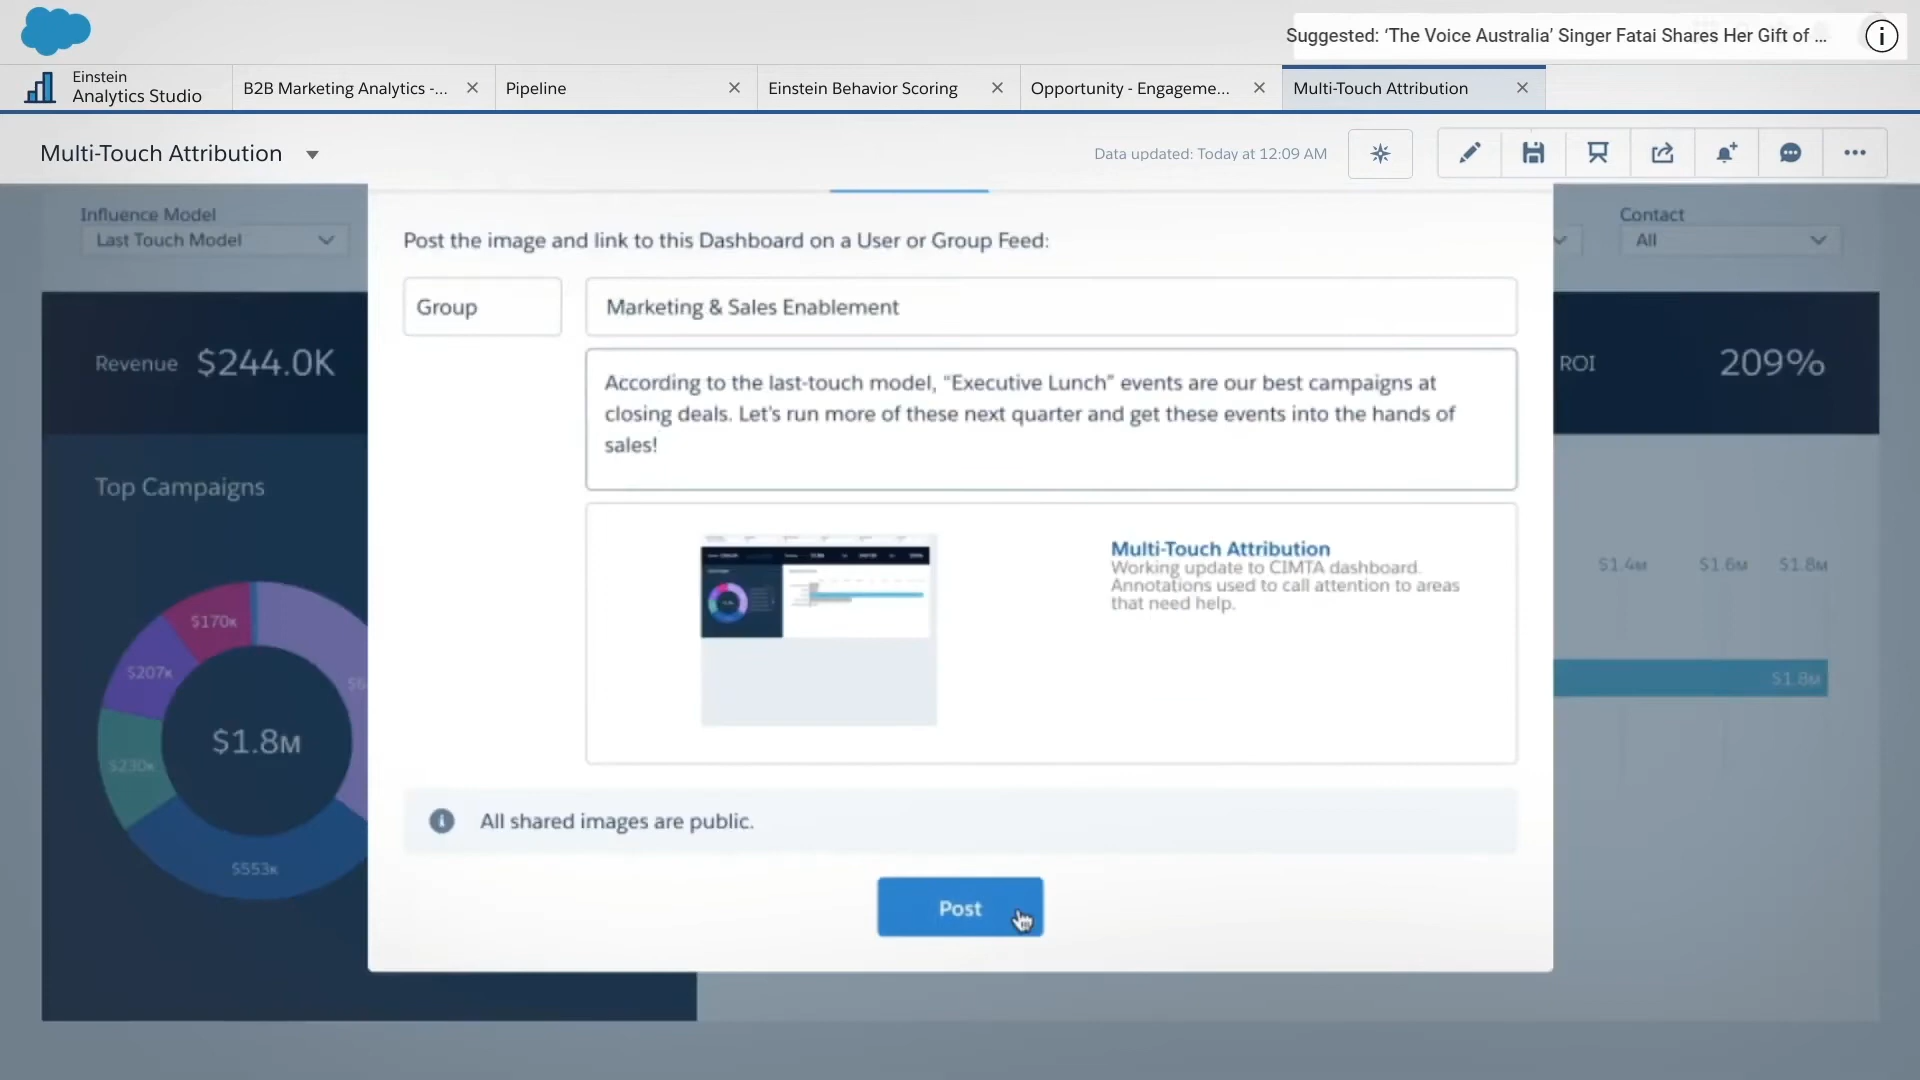 Suggested: ‘The Voice Australia’ Singer Fatai Shares Her Gift of ...
Einstein
Analytics Studio
B2B Marketing Analytics -...
Pipeline
Einstein Behavior Scoring
Opportunity - Engageme...
Multi-Touch Attribution
Multi-Touch Attribution
Data updated: Today at 12:09 AM
Influence Model
Last Touch Model
Contact
All
Post the image and link to this Dashboard on a User or Group Feed:
Group
Marketing & Sales Enablement
According to the last-touch model, “Executive Lunch” events are our best campaigns at
closing deals. Let’s run more of these next quarter and get these events into the hands of
sales!
Revenue $244.0K
ROI 209%
Top Campaigns
Multi-Touch Attribution
Working update to CIMTA dashboard.
Annotations used to call attention to areas
that need help.
$1.4M $1.6M $1.8M
$170K
$207K
$1.8M
$1.8M
$230K
$553K
All shared images are public.
Post